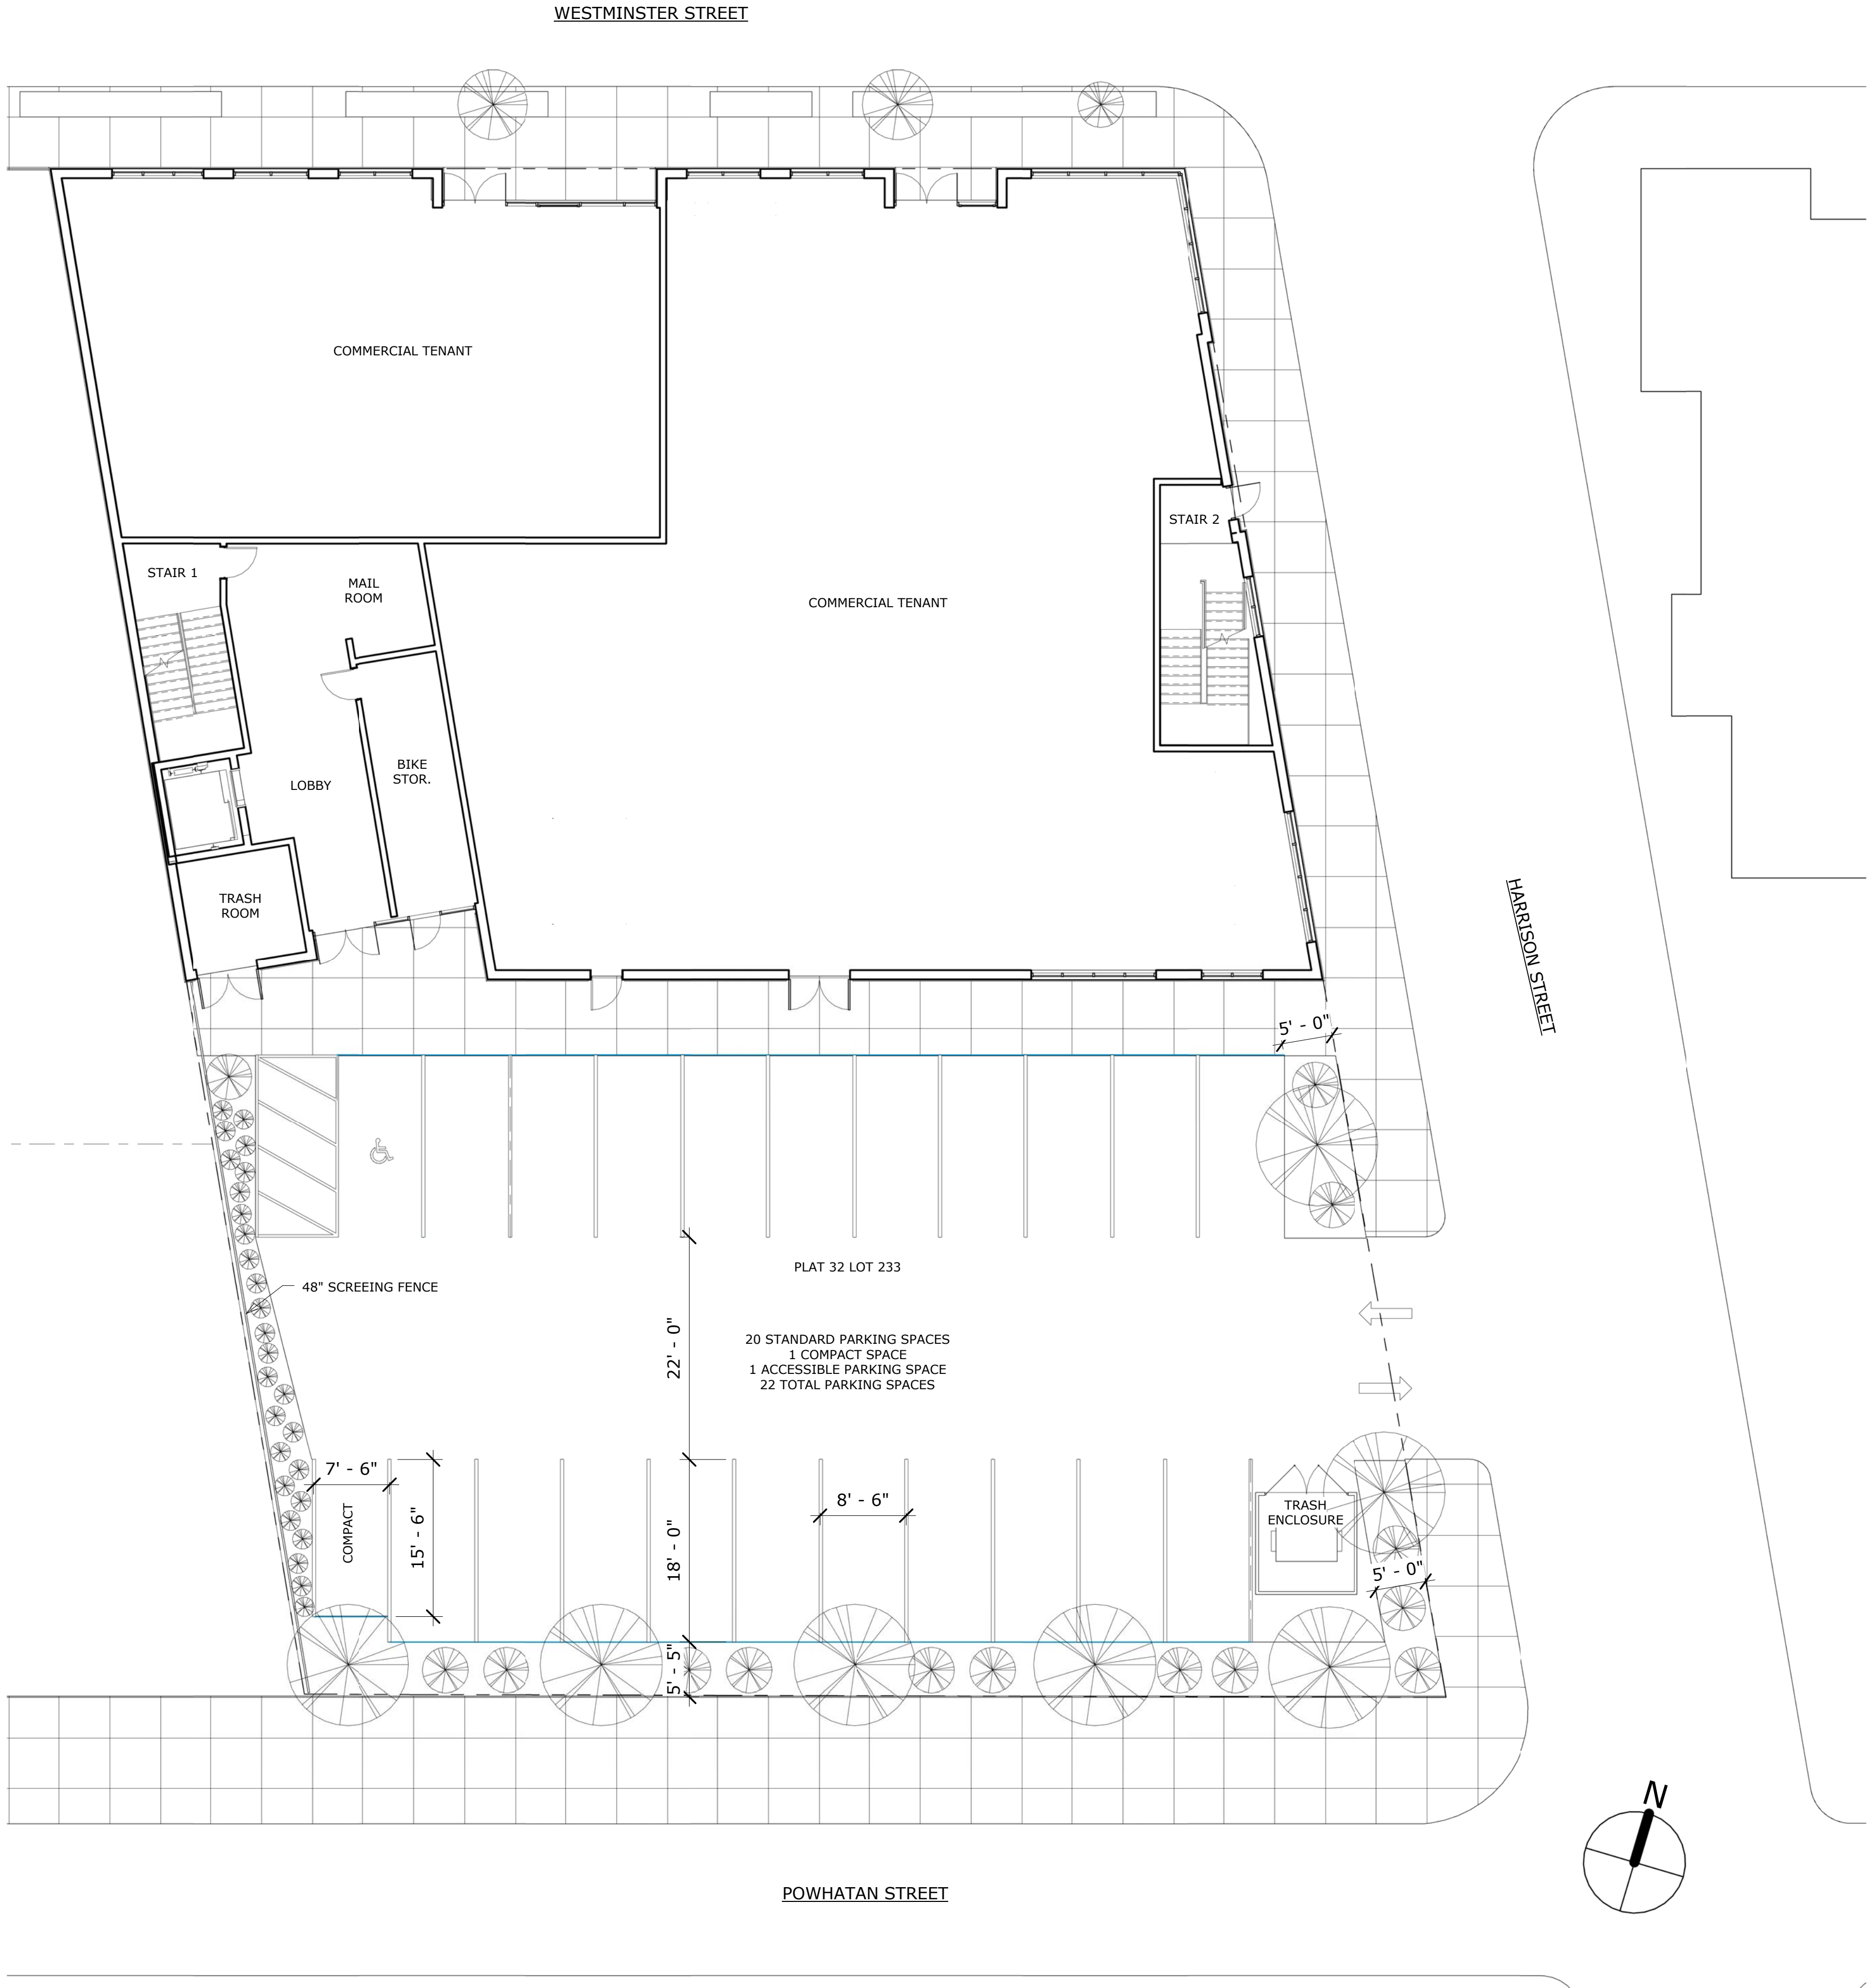 WESTMINSTER STREET
COMMERCIAL TENANT
STAIR 2
STAIR 1
MAIL
ROOM
COMMERCIAL TENANT
BIKE
STOR.
LOBBY
TRASH
ROOM
HARRISON STREET
5' - 0"
PLAT 32 LOT 233
48" SCREEING FENCE
22' - 0"
20 STANDARD PARKING SPACES
1 COMPACT SPACE
1 ACCESSIBLE PARKING SPACE
22 TOTAL PARKING SPACES
7' - 6"
COMPACT
15' - 6"
18' - 0"
8' - 6"
TRASH
ENCLOSURE
5' - 0"
5' - 5"
N
POWHATAN STREET